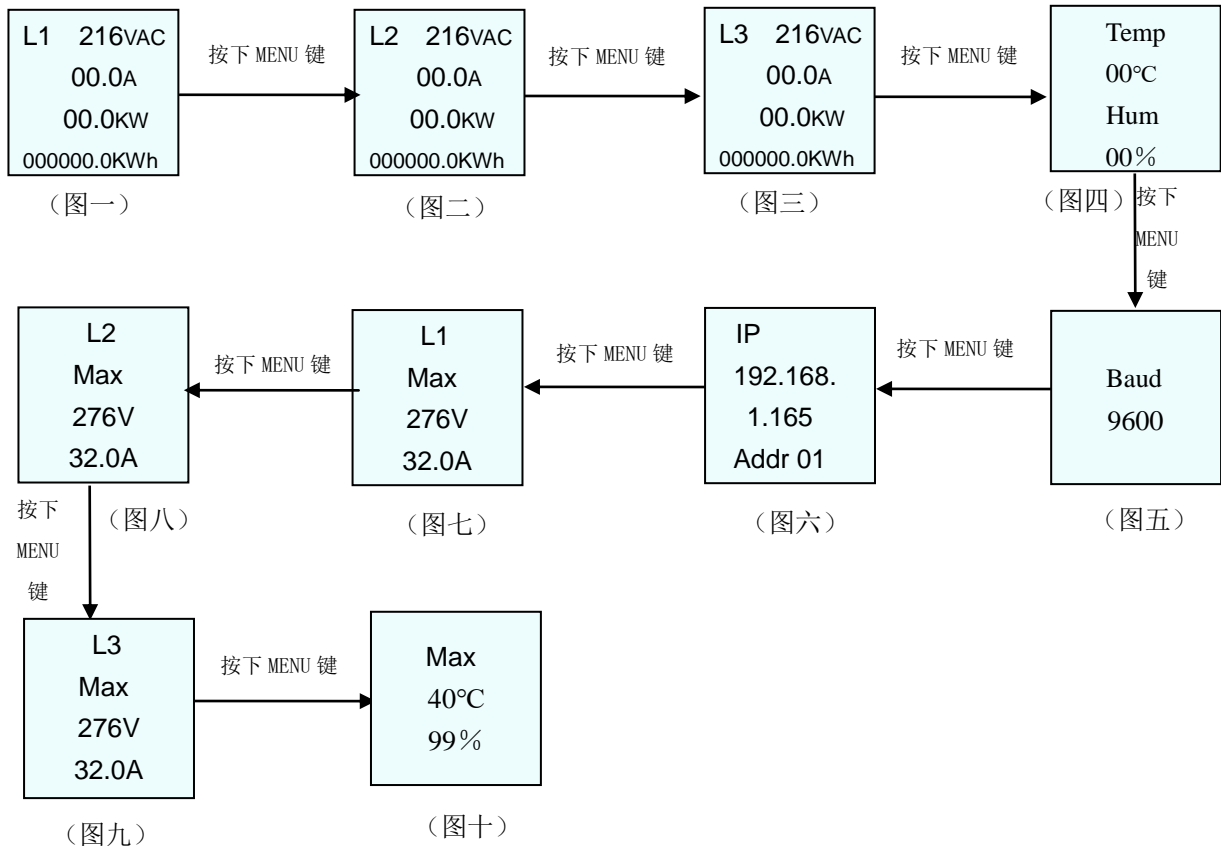 L1 216VAC
00.0A
00.0KW
000000.0KWh
（图一）
按下 MENU 键
L2 216VAC
00.0A
00.0KW
000000.0KWh
（图二）
按下 MENU 键
L3 216VAC
00.0A
00.0KW
000000.0KWh
（图三）
按下 MENU 键
Temp
00℃
Hum
00％
（图四）
按下
MENU
键
Baud
9600
（图五）
按下 MENU 键
IP
192.168.
1.165
Addr 01
（图六）
按下 MENU 键
L1
Max
276V
32.0A
（图七）
按下 MENU 键
L2
Max
276V
32.0A
（图八）
按下
MENU
键
L3
Max
276V
32.0A
（图九）
按下 MENU 键
Max
40℃
99％
（图十）